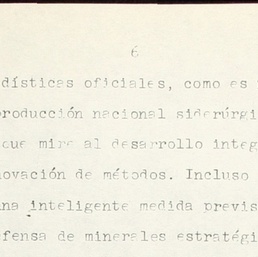 6
dísticas oficiales, como es
roducción nacional siderúrgi
que mire al desarrollo integ
novación de métodos. Incluso
na inteligente medida previs
fensa de minerales estratégi